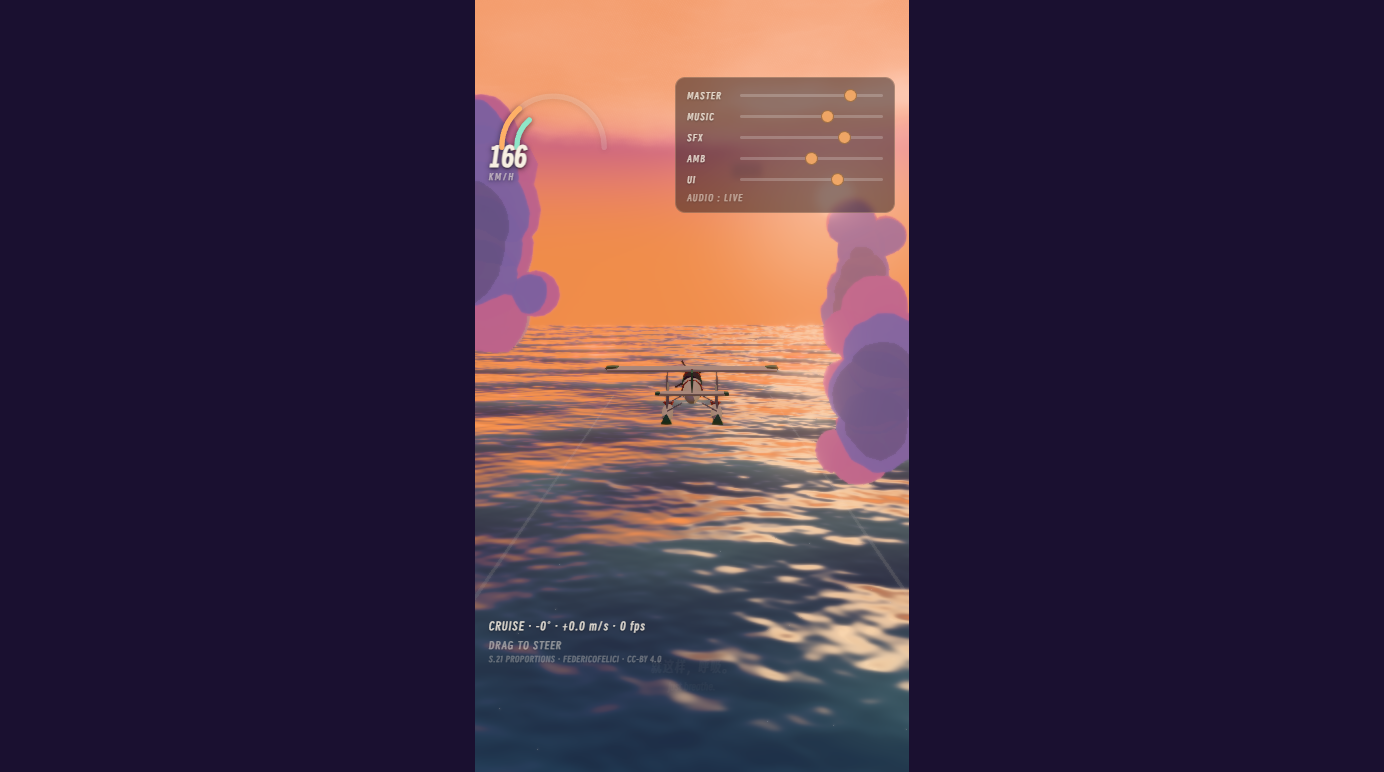 MASTER
MUSIC
SFX
AMB
UI
AUDIO : LIVE
166
KM/H
CRUISE · -0° · +0.0 m/s · 0 fps
DRAG TO STEER
S.21 PROPORTIONS · FEDERICOFELICI · CC-BY 4.0